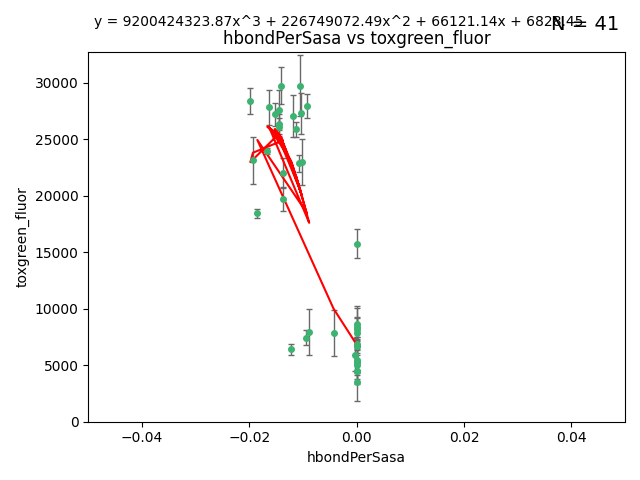 y = 9200424323.87x^3 + 226749072.49x^2 + 66121.14x +
N = 41
hbondPerSasa vs toxgreen_fluor
30000
25000
20000
15000
10000
5000
0
toxgreen_fluor
−0.04
−0.02
0.00
0.02
0.04
hbondPerSasa